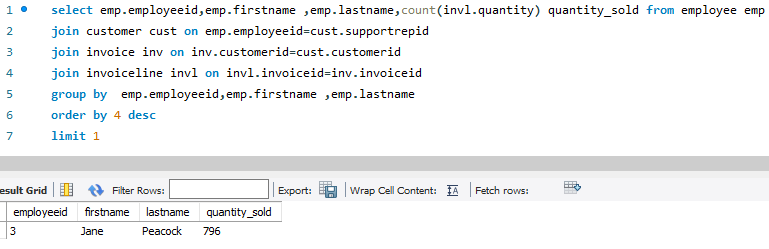 1 select emp.employeeid,emp.firstname ,emp.lastname,count(invl.quantity) quantity_sold from employee emp
2 join customer cust on emp.employeeid=cust.supportrepid
3 join invoice inv on inv.customerid=cust.customerid
4 join invoiceline invl on invl.invoiceid=inv.invoiceid
5 group by  emp.employeeid,emp.firstname ,emp.lastname
6 order by 4 desc
7 limit 1
esult Grid Filter Rows: Export: Wrap Cell Content: Fetch rows:
employeeid firstname lastname quantity_sold
3 Jane Peacock 796